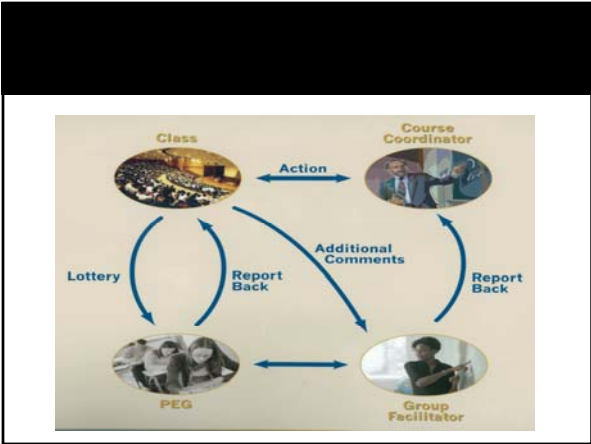 Class
Course
Coordinator
Action
Lottery
Report
Back
Additional
Comments
Report
Back
PEG
Group
Facilitator